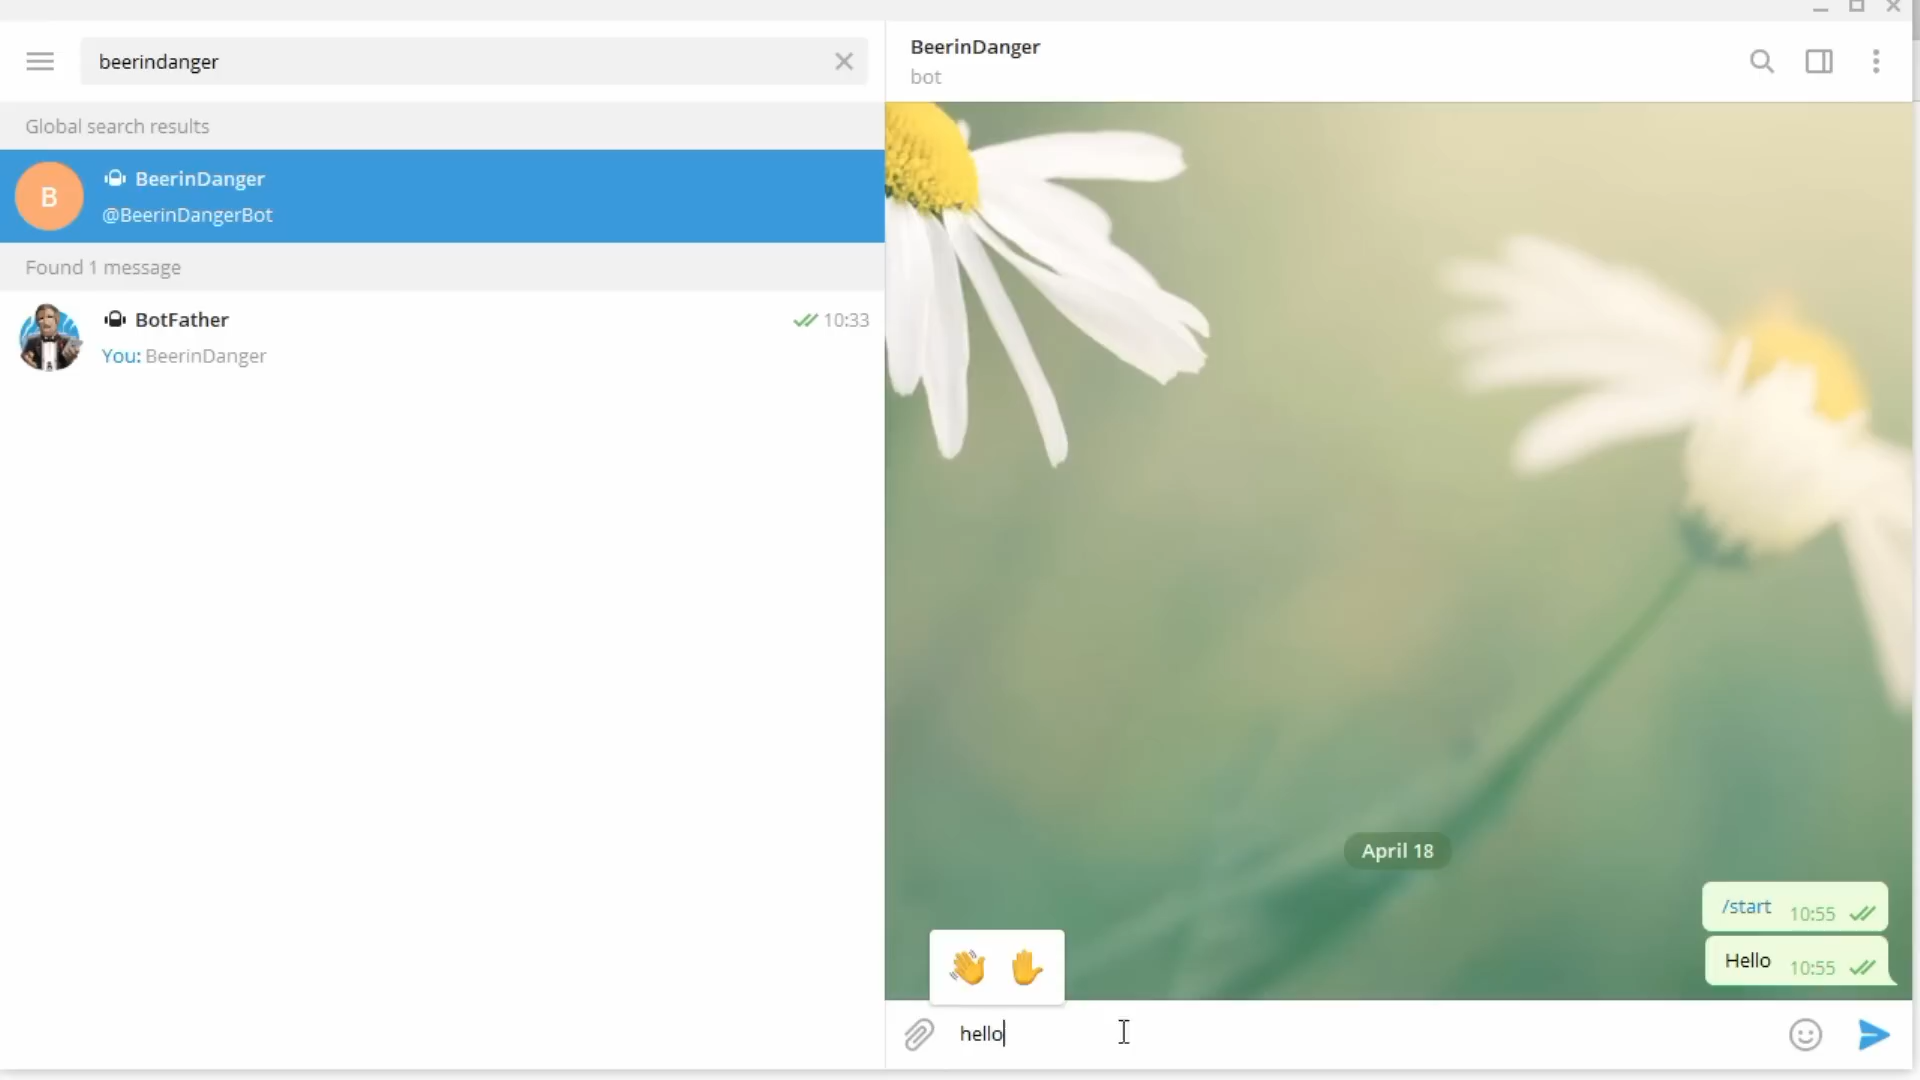 beerindanger
Global search results
B
BeerinDanger
@BeerinDangerBot
Found 1 message
BotFather
10:33
You: BeerinDanger
BeerinDanger
bot
April 18
/start 10:55
Hello 10:55
hello